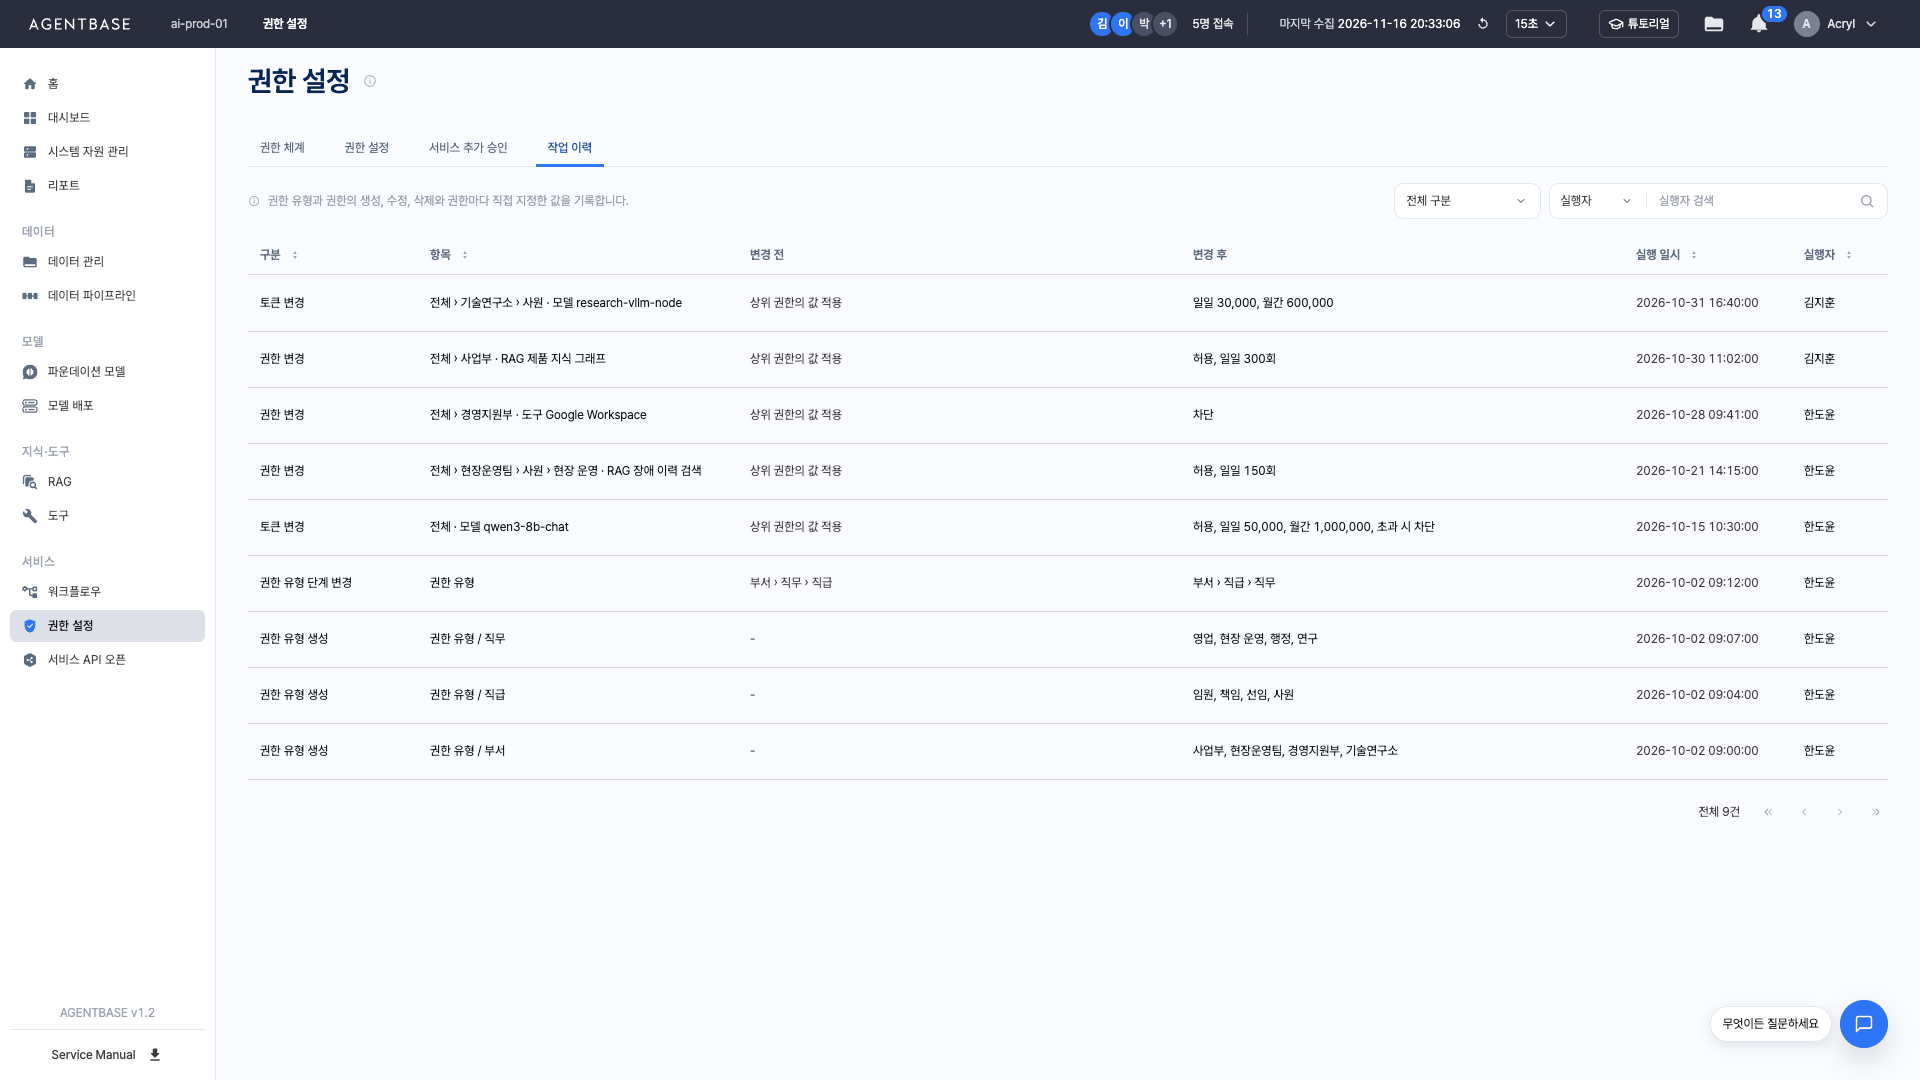 AGENTBASE ai-prod-01 권한 설정 김 이 박 +1 5명 접속 마지막 수집 2026-11-16 20:33:06 15초 튜토리얼 13 A Acryl
홈
대시보드
시스템 자원 관리
리포트
데이터
데이터 관리
데이터 파이프라인
모델
파운데이션 모델
모델 배포
지식·도구
RAG
도구
서비스
워크플로우
권한 설정
서비스 API 오픈
AGENTBASE v1.2
Service Manual
권한 설정
권한 체계 권한 설정 서비스 추가 승인 작업 이력
권한 유형과 권한의 생성, 수정, 삭제와 권한마다 직접 지정한 값을 기록합니다. 전체 구분 실행자 실행자 검색
구분 항목 변경 전 변경 후 실행 일시 실행자
토큰 변경 전체 › 기술연구소 › 사원 · 모델 research-vllm-node 상위 권한의 값 적용 일일 30,000, 월간 600,000 2026-10-31 16:40:00 김지훈
권한 변경 전체 › 사업부 · RAG 제품 지식 그래프 상위 권한의 값 적용 허용, 일일 300회 2026-10-30 11:02:00 김지훈
권한 변경 전체 › 경영지원부 · 도구 Google Workspace 상위 권한의 값 적용 차단 2026-10-28 09:41:00 한도윤
권한 변경 전체 › 현장운영팀 › 사원 › 현장 운영 · RAG 장애 이력 검색 상위 권한의 값 적용 허용, 일일 150회 2026-10-21 14:15:00 한도윤
토큰 변경 전체 · 모델 qwen3-8b-chat 상위 권한의 값 적용 허용, 일일 50,000, 월간 1,000,000, 초과 시 차단 2026-10-15 10:30:00 한도윤
권한 유형 단계 변경 권한 유형 부서 › 직무 › 직급 부서 › 직급 › 직무 2026-10-02 09:12:00 한도윤
권한 유형 생성 권한 유형 / 직무 - 영업, 현장 운영, 행정, 연구 2026-10-02 09:07:00 한도윤
권한 유형 생성 권한 유형 / 직급 - 임원, 책임, 선임, 사원 2026-10-02 09:04:00 한도윤
권한 유형 생성 권한 유형 / 부서 - 사업부, 현장운영팀, 경영지원부, 기술연구소 2026-10-02 09:00:00 한도윤
전체 9건 « ‹ › »
무엇이든 질문하세요